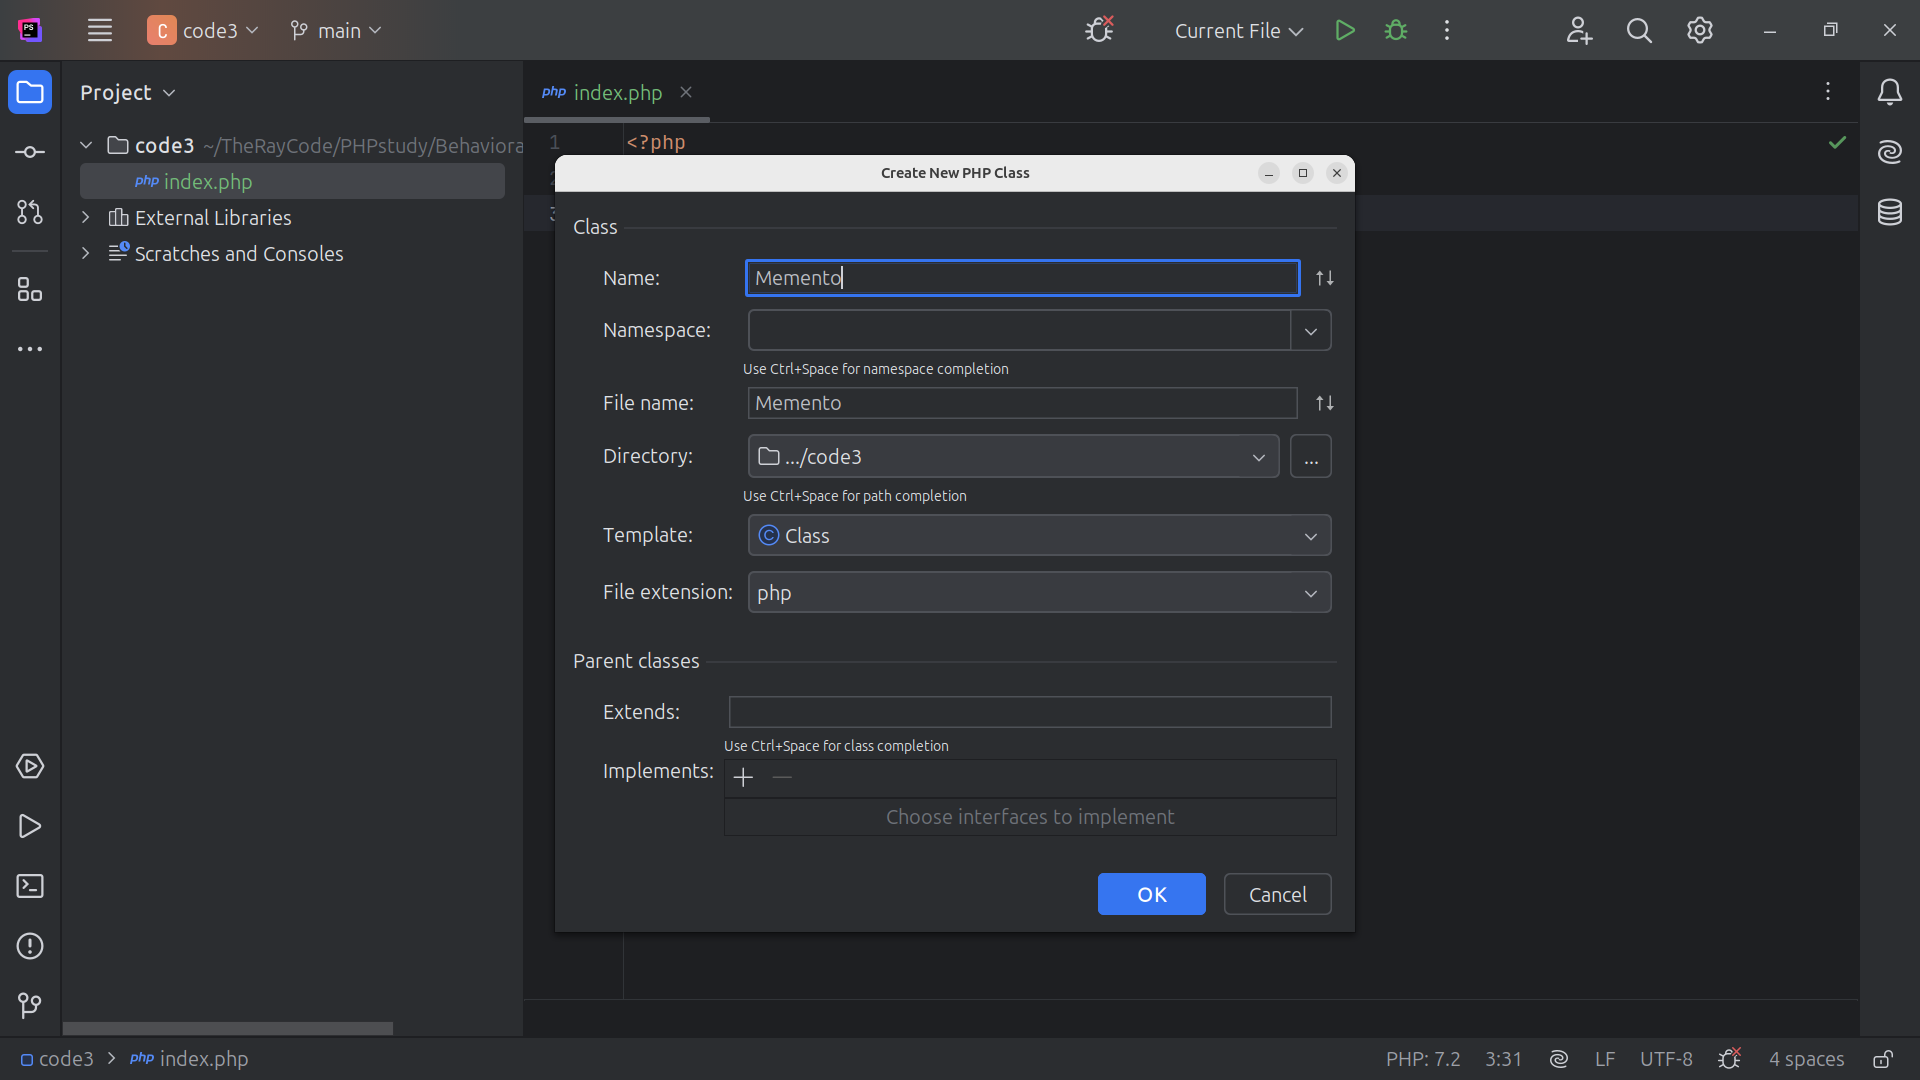 PS
C code3
main
Current File
Project
php index.php
code3 ~/TheRayCode/PHPstudy/Behaviora
php index.php
External Libraries
Scratches and Consoles
1 <?php
3
Create New PHP Class
Class
Name: Memento
Namespace:
Use Ctrl+Space for namespace completion
File name: Memento
Directory: .../code3 ...
Use Ctrl+Space for path completion
Template: C Class
File extension: php
Parent classes
Extends:
Use Ctrl+Space for class completion
Implements:
Choose interfaces to implement
OK Cancel
code3 > php index.php
PHP: 7.2 3:31 LF UTF-8 4 spaces